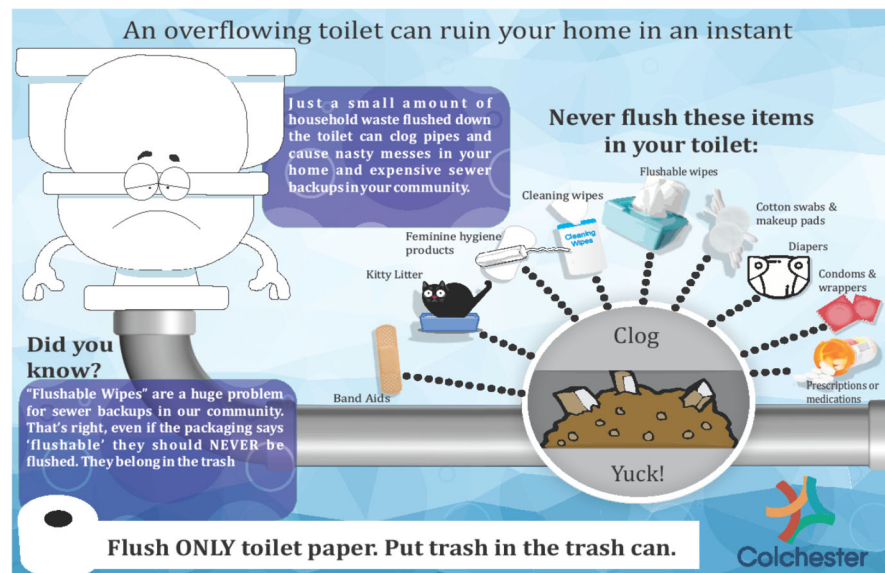 An overflowing toilet can ruin your home in an instant
Just a small amount of
household waste flushed down
the toilet can clog pipes and
cause nasty messes in your
home and expensive sewer
backups in your community.
Never flush these items
in your toilet:
Flushable wipes
Cleaning wipes
Cleaning
Wipes
Cotton swabs &
makeup pads
Feminine hygiene
products
Diapers
Kitty Litter
Condoms &
wrappers
Band Aids
Prescriptions or
medications
Clog
Yuck!
Did you
know?
“Flushable Wipes” are a huge problem
for sewer backups in our community.
That’s right, even if the packaging says
‘flushable’ they should NEVER be
flushed. They belong in the trash
Flush ONLY toilet paper. Put trash in the trash can.
Colchester